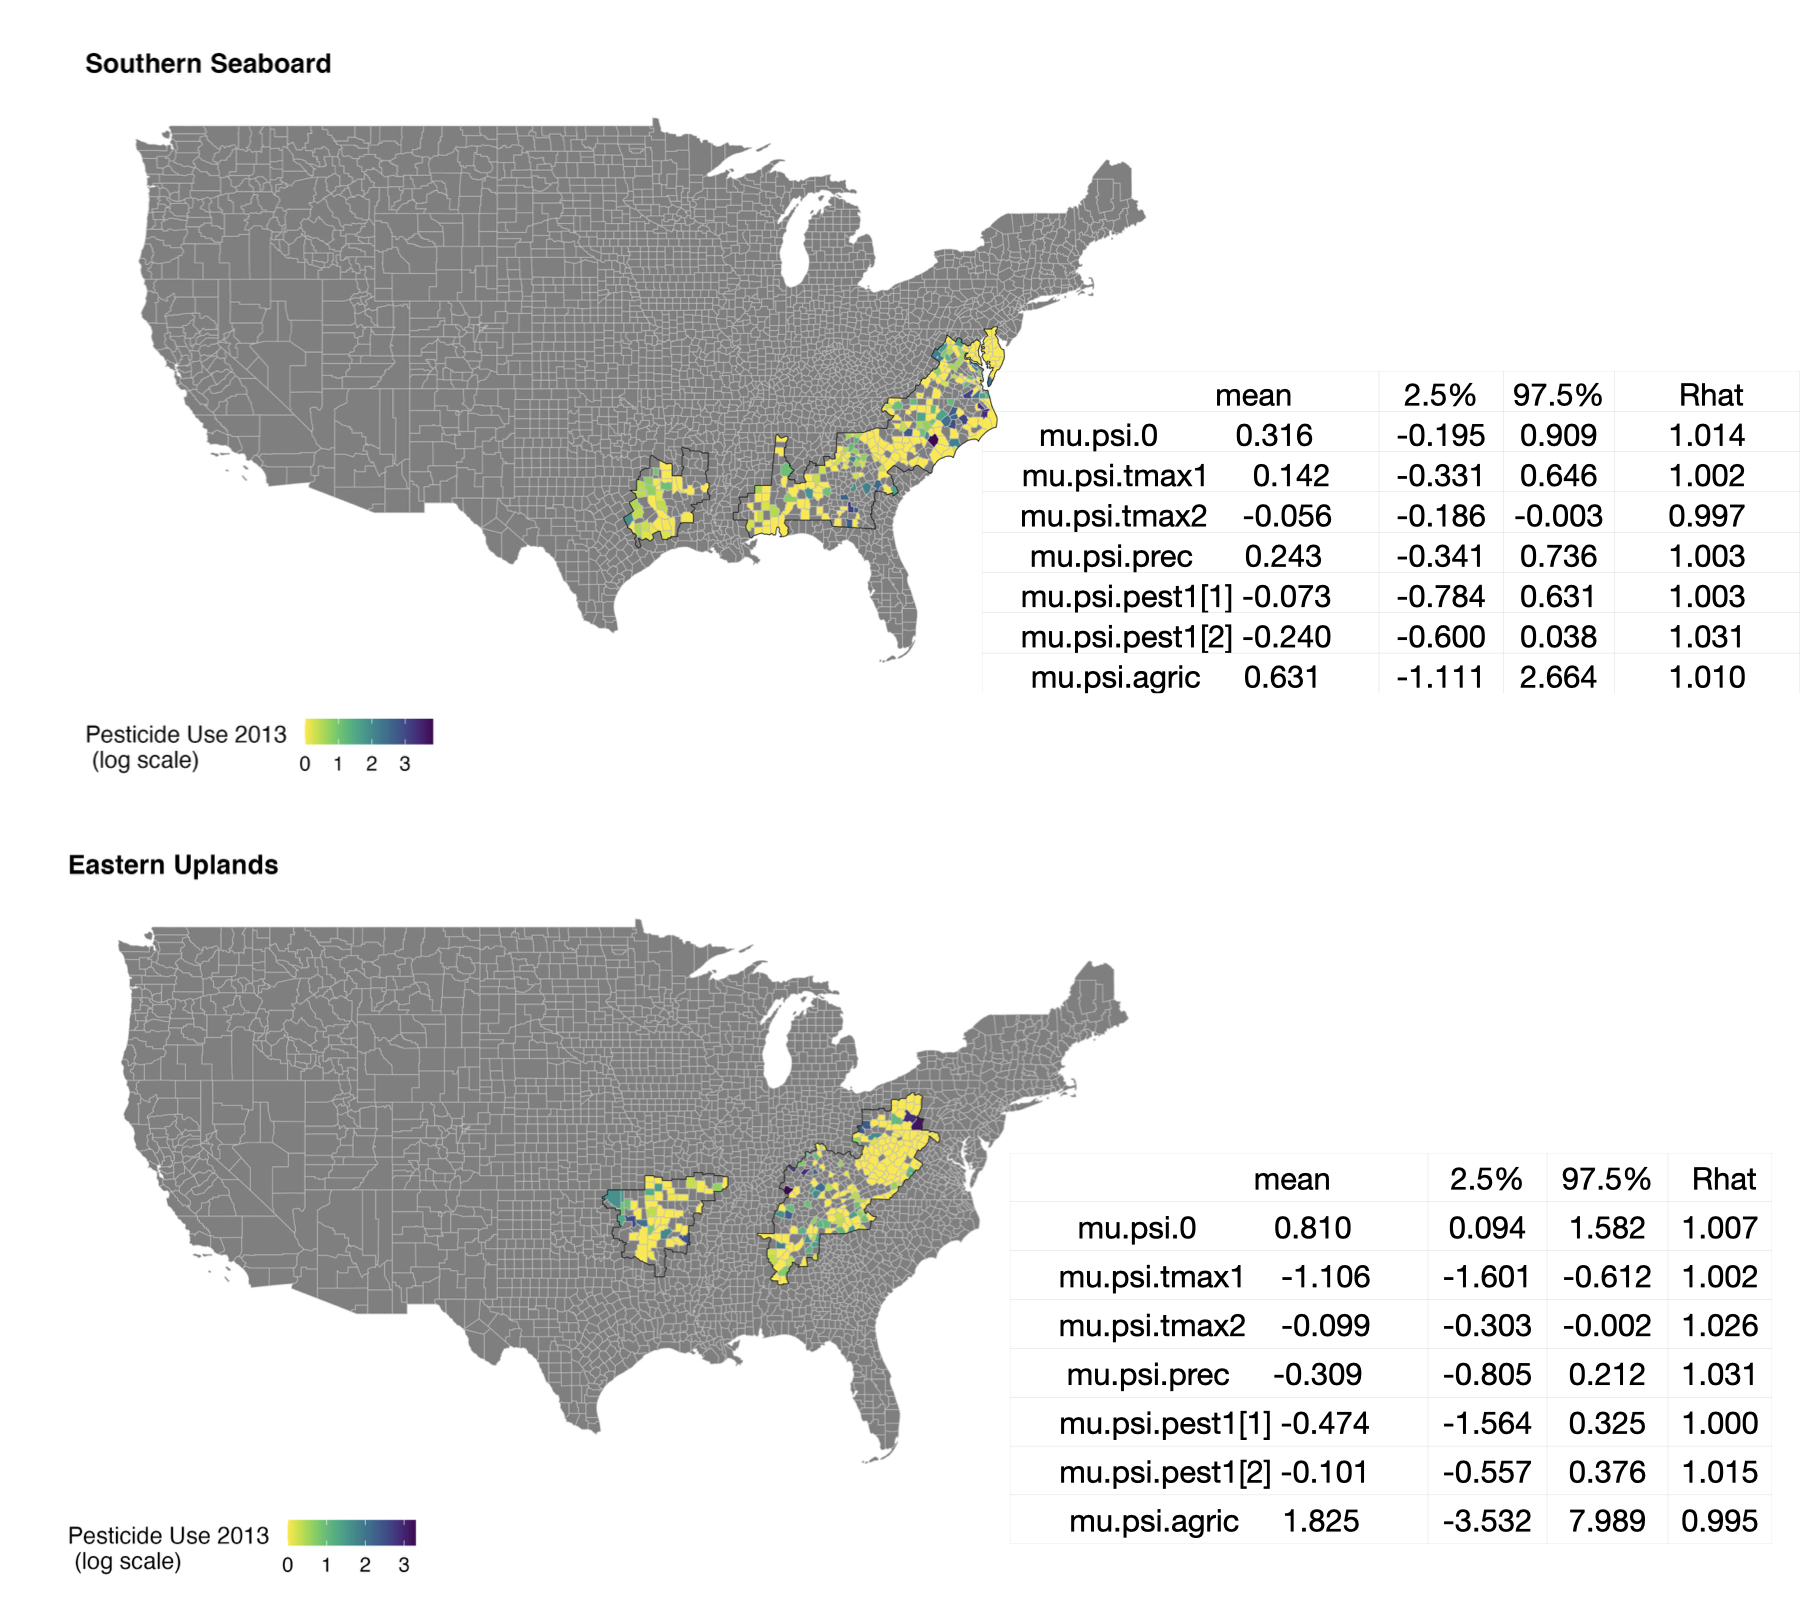 Southern Seaboard
mean 2.5% 97.5% Rhat
mu.psi.0 0.316 -0.195 0.909 1.014
mu.psi.tmax1 0.142 -0.331 0.646 1.002
mu.psi.tmax2 -0.056 -0.186 -0.003 0.997
mu.psi.prec 0.243 -0.341 0.736 1.003
mu.psi.pest1[1] -0.073 -0.784 0.631 1.003
mu.psi.pest1[2] -0.240 -0.600 0.038 1.031
mu.psi.agric 0.631 -1.111 2.664 1.010
Pesticide Use 2013
(log scale)
0 1 2 3
Eastern Uplands
mean 2.5% 97.5% Rhat
mu.psi.0 0.810 0.094 1.582 1.007
mu.psi.tmax1 -1.106 -1.601 -0.612 1.002
mu.psi.tmax2 -0.099 -0.303 -0.002 1.026
mu.psi.prec -0.309 -0.805 0.212 1.031
mu.psi.pest1[1] -0.474 -1.564 0.325 1.000
mu.psi.pest1[2] -0.101 -0.557 0.376 1.015
mu.psi.agric 1.825 -3.532 7.989 0.995
Pesticide Use 2013
(log scale)
0 1 2 3